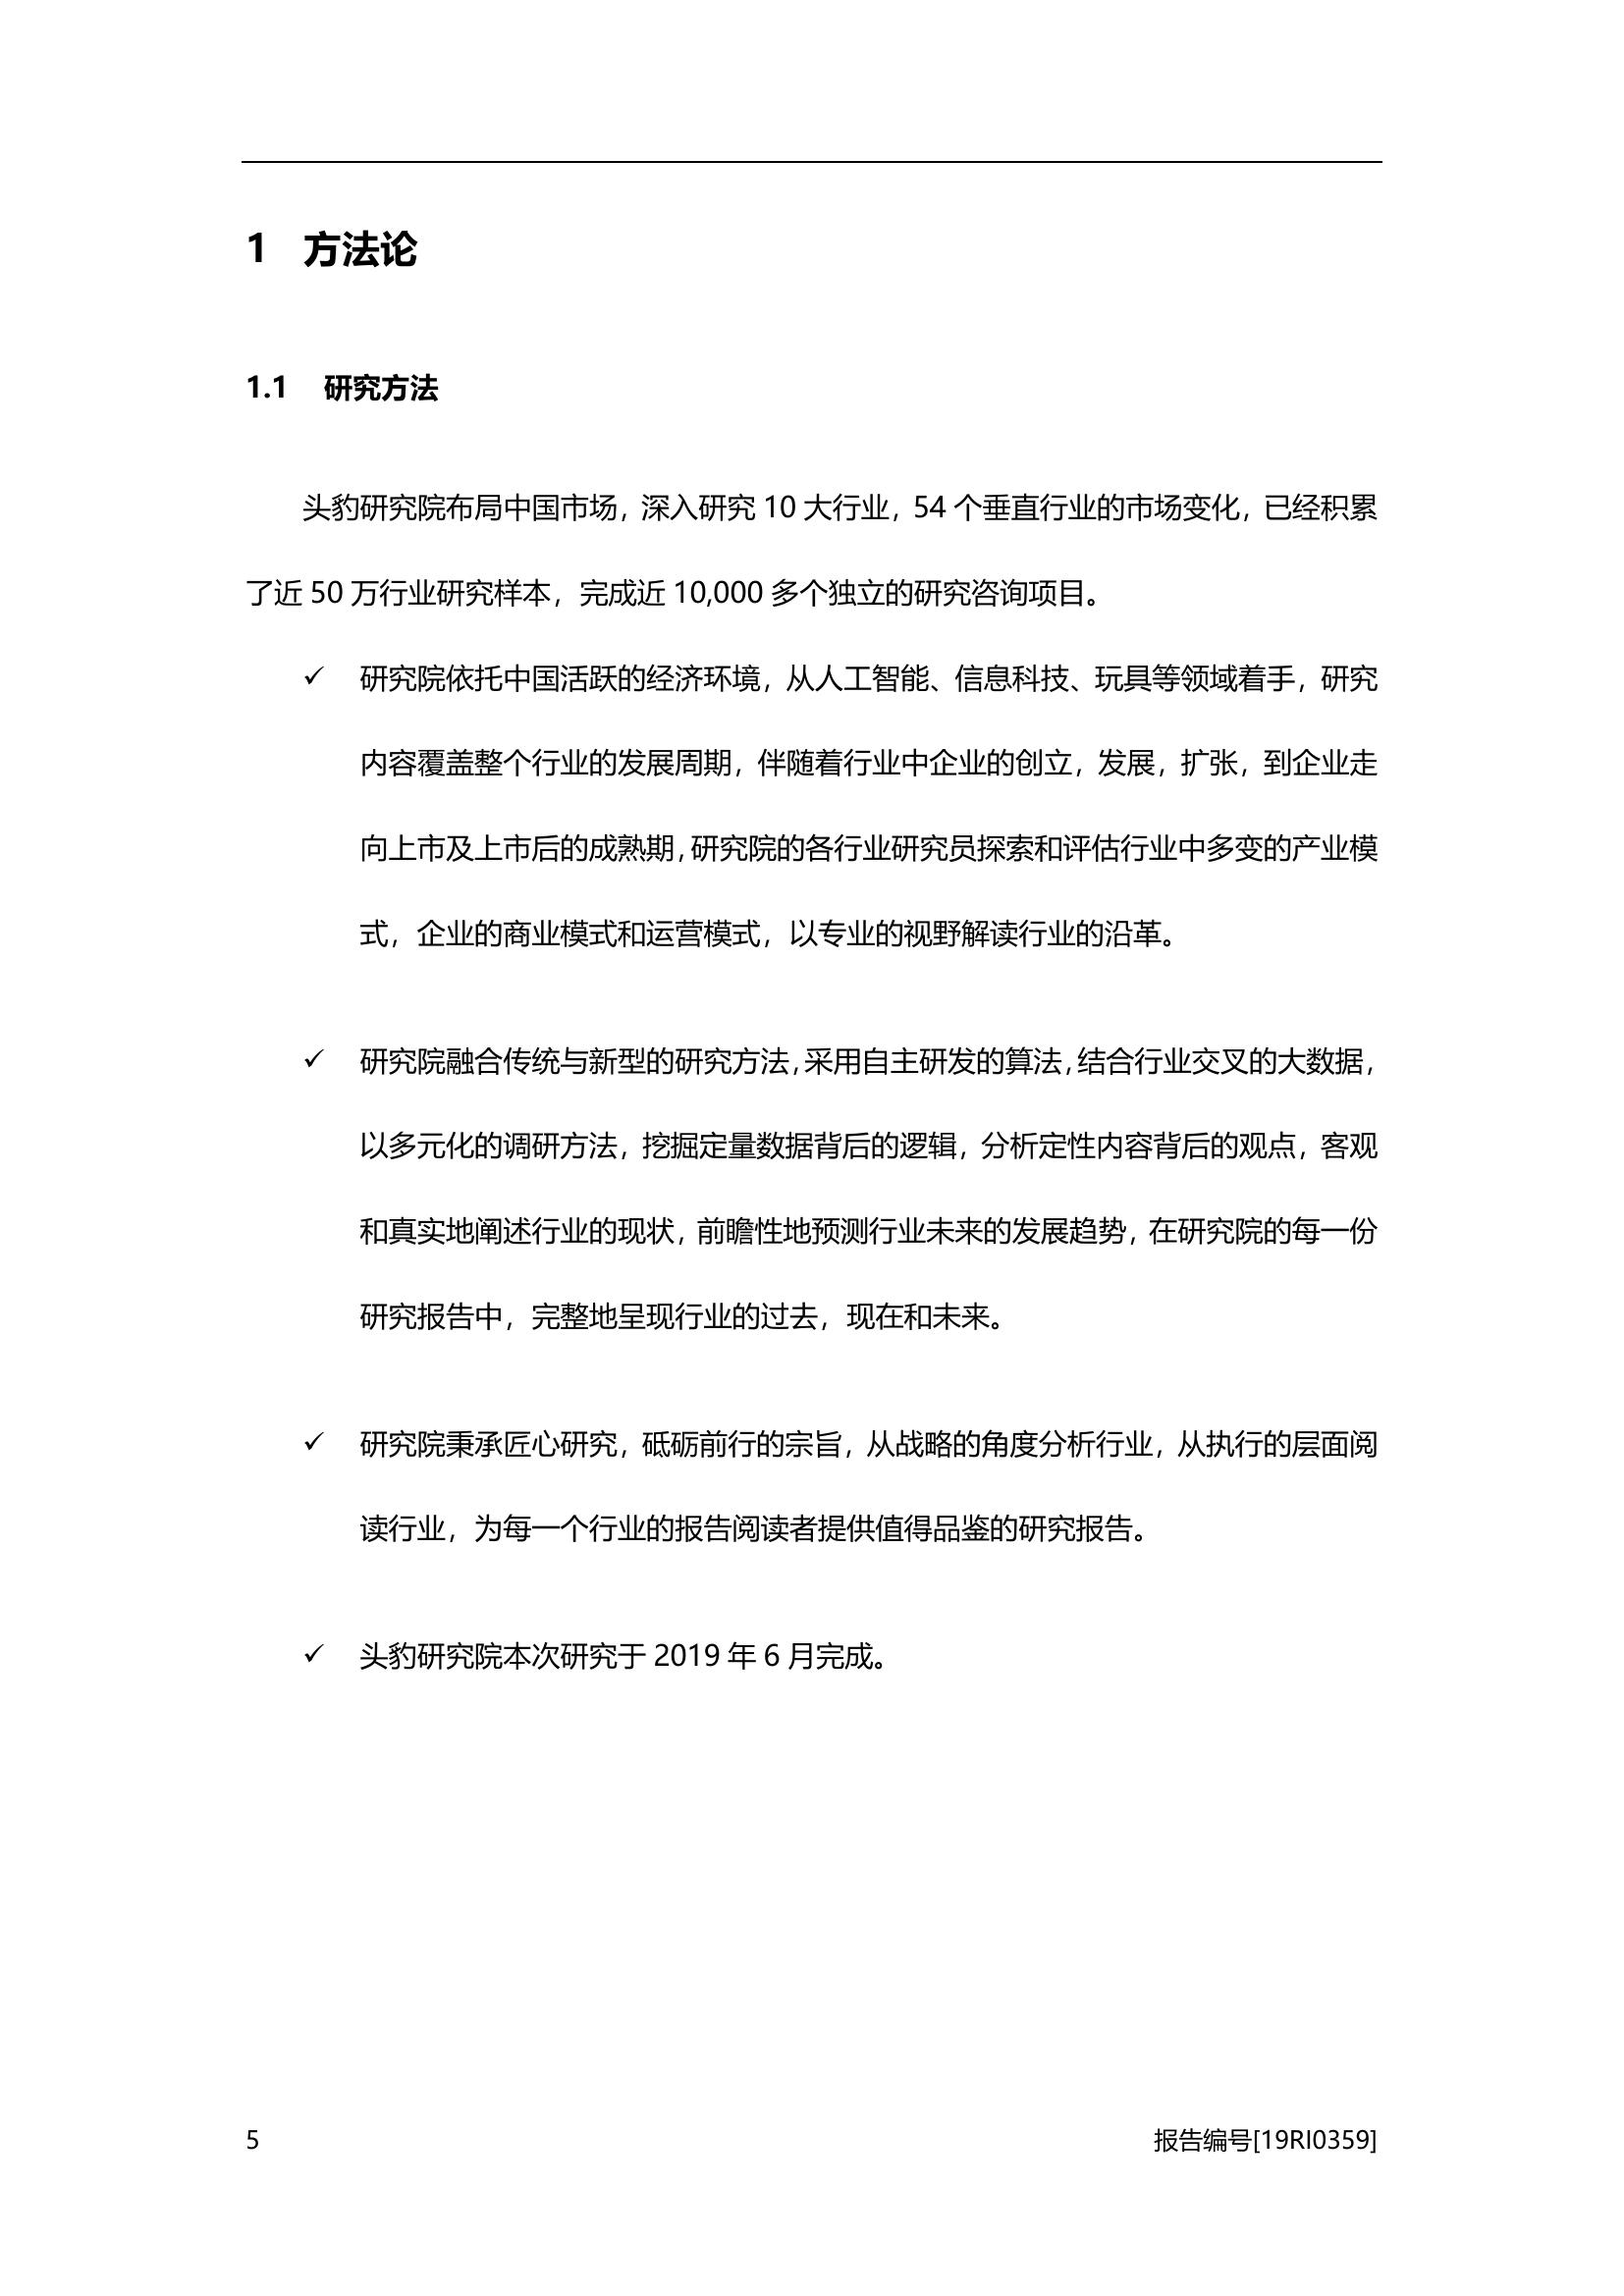 1 方法论
1.1 研究方法
头豹研究院布局中国市场，深入研究 10 大行业，54 个垂直行业的市场变化，已经积累
了近 50 万行业研究样本，完成近 10,000 多个独立的研究咨询项目。
✓ 研究院依托中国活跃的经济环境，从人工智能、信息科技、玩具等领域着手，研究
内容覆盖整个行业的发展周期，伴随着行业中企业的创立，发展，扩张，到企业走
向上市及上市后的成熟期，研究院的各行业研究员探索和评估行业中多变的产业模
式，企业的商业模式和运营模式，以专业的视野解读行业的沿革。
✓ 研究院融合传统与新型的研究方法，采用自主研发的算法，结合行业交叉的大数据，
以多元化的调研方法，挖掘定量数据背后的逻辑，分析定性内容背后的观点，客观
和真实地阐述行业的现状，前瞻性地预测行业未来的发展趋势，在研究院的每一份
研究报告中，完整地呈现行业的过去，现在和未来。
✓ 研究院秉承匠心研究，砥砺前行的宗旨，从战略的角度分析行业，从执行的层面阅
读行业，为每一个行业的报告阅读者提供值得品鉴的研究报告。
✓ 头豹研究院本次研究于 2019 年 6 月完成。
5 报告编号[19RI0359]